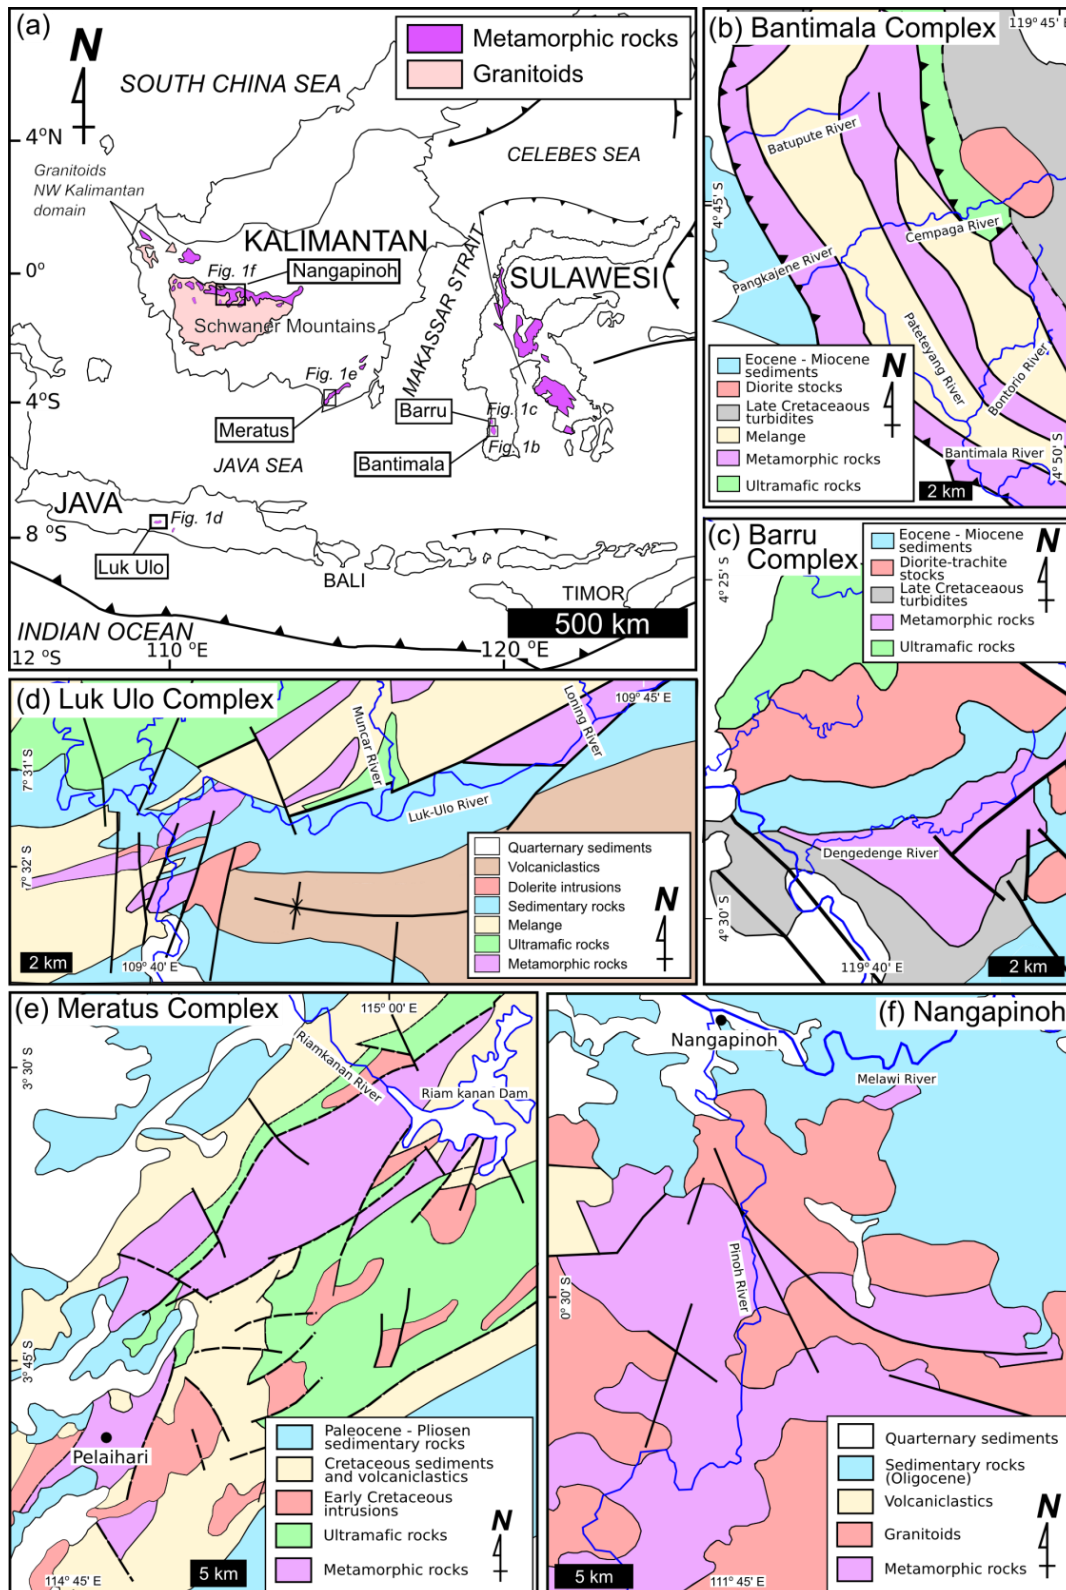 (a)
N
Metamorphic rocks
Granitoids
SOUTH CHINA SEA
4°N
CELEBES SEA
Granitoids
NW Kalimantan
domain
KALIMANTAN
MAKASSAR STRAIT
0°
Fig. 1f
Nangapinoh
SULAWESI
Schwaner Mountains
Fig. 1e
4°S
Meratus
Barru
Fig. 1c
Fig. 1b
Bantimala
JAVA SEA
JAVA
Fig. 1d
8 °S
Luk Ulo
BALI
TIMOR
500 km
INDIAN OCEAN
12 °S
110 °E
120 °E
(b) Bantimala Complex
119° 45' E
Batupute River
4° 45' S
Cempaga River
Pangkajene River
Pateteyang River
Bontorio River
Bantimala River
4° 50' S
Eocene - Miocene
sediments
Diorite stocks
Late Cretaceaous
turbidites
Melange
Metamorphic rocks
Ultramafic rocks
N
2 km
(c) Barru
Complex
Eocene - Miocene
sediments
Diorite-trachite
stocks
Late Cretaceaous
turbidites
Metamorphic rocks
Ultramafic rocks
N
4° 25' S
Dengedenge River
4° 30' S
119° 40' E
2 km
(d) Luk Ulo Complex
109° 45' E
Muncar River
Loning River
7° 31' S
Luk-Ulo River
7° 32' S
Quarternary sediments
Volcaniclastics
Dolerite intrusions
Sedimentary rocks
Melange
Ultramafic rocks
Metamorphic rocks
N
2 km
109° 40' E
(e) Meratus Complex
115° 00' E
3° 30' S
Riamkanan River
Riam kanan Dam
3° 45' S
Pelaihari
Paleocene - Pliosen
sedimentary rocks
Cretaceous sediments
and volcaniclastics
Early Cretaceous
intrusions
Ultramafic rocks
Metamorphic rocks
N
114° 45' E
5 km
(f) Nangapinoh
Nangapinoh
Melawi River
0° 30' S
Pinoh River
Quarternary sediments
Sedimentary rocks
(Oligocene)
Volcaniclastics
Granitoids
Metamorphic rocks
N
5 km
111° 45' E